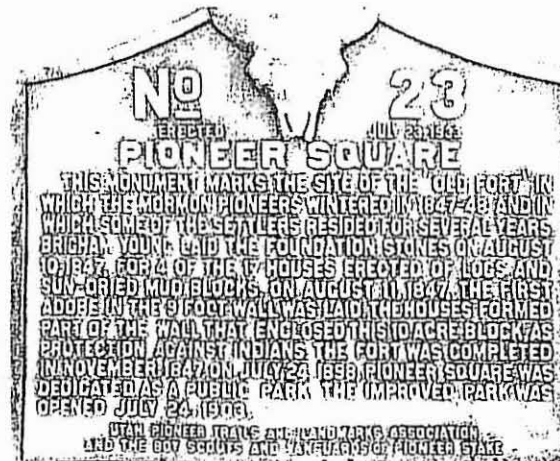 No 23
ERECTED JULY 23, 1933
PIONEER SQUARE
THIS MONUMENT MARKS THE SITE OF THE "OLD FORT" IN
WHICH THE MORMON PIONEERS WINTERED IN 1847-48 AND IN
WHICH SOME OF THE SETTLERS RESIDED FOR SEVERAL YEARS.
BRIGHAM YOUNG LAID THE FOUNDATION STONES ON AUGUST
10, 1847, FOR 4 OF THE 17 HOUSES ERECTED OF LOGS AND
SUN-DRIED MUD BLOCKS. ON AUGUST 11, 1847, THE FIRST
ADOBE IN THE 9 FOOT WALL WAS LAID. THE HOUSES FORMED
PART OF THE WALL THAT ENCLOSED THIS 10 ACRE BLOCK AS
PROTECTION AGAINST INDIANS. THE FORT WAS COMPLETED
IN NOVEMBER 1847. ON JULY 24, 1898, PIONEER SQUARE WAS
DEDICATED AS A PUBLIC PARK. THE IMPROVED PARK WAS
OPENED JULY 24, 1903.
UTAH PIONEER TRAILS AND LANDMARKS ASSOCIATION
AND THE BOY SCOUTS AND VANGUARDS OF PIONEER STAKE